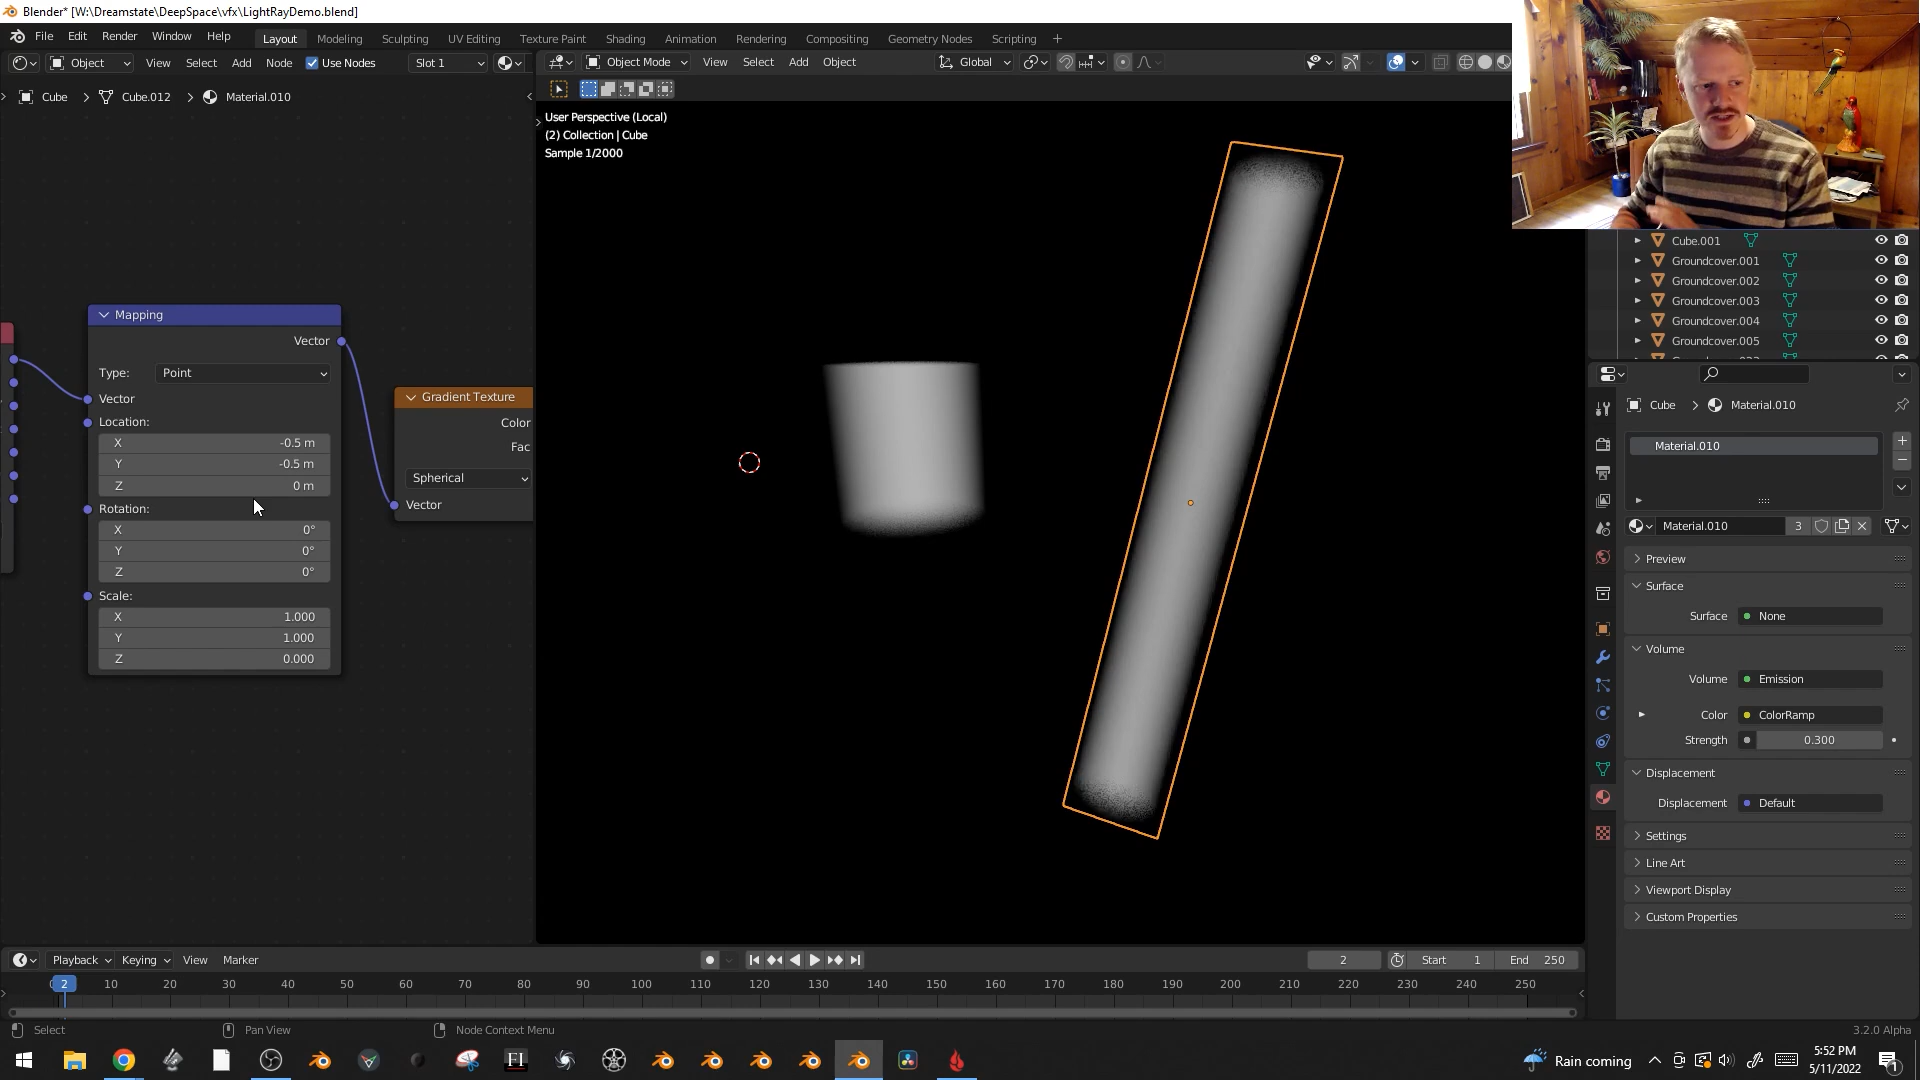 Blender* [W:\Dreamstate\DeepSpace\vfx\LightRayDemo.blend]
File Edit Render Window Help Layout Modeling Sculpting UV Editing Texture Paint Shading Animation Rendering Compositing Geometry Nodes Scripting +
Object View Select Add Node Use Nodes Slot 1
Object Mode View Select Add Object Global
Cube > Cube.012 > Material.010
User Perspective (Local)
(2) Collection | Cube
Sample 1/2000
Mapping
Vector
Type: Point
Vector
Location:
X -0.5 m
Y -0.5 m
Z 0 m
Rotation:
X 0°
Y 0°
Z 0°
Scale:
X 1.000
Y 1.000
Z 0.000
Gradient Texture
Color
Fac
Spherical
Vector
Cube.001
Groundcover.001
Groundcover.002
Groundcover.003
Groundcover.004
Groundcover.005
Cube > Material.010
Material.010
Material.010 3
Preview
Surface
Surface None
Volume
Volume Emission
Color ColorRamp
Strength 0.300
Displacement
Displacement Default
Settings
Line Art
Viewport Display
Custom Properties
Playback Keying View Marker 2 Start 1 End 250
2 10 20 30 40 50 60 70 80 90 100 110 120 130 140 150 160 170 180 190 200 210 220 230 240 250
Select Pan View Node Context Menu 3.2.0 Alpha
FI
Rain coming
5:52 PM
5/11/2022
1